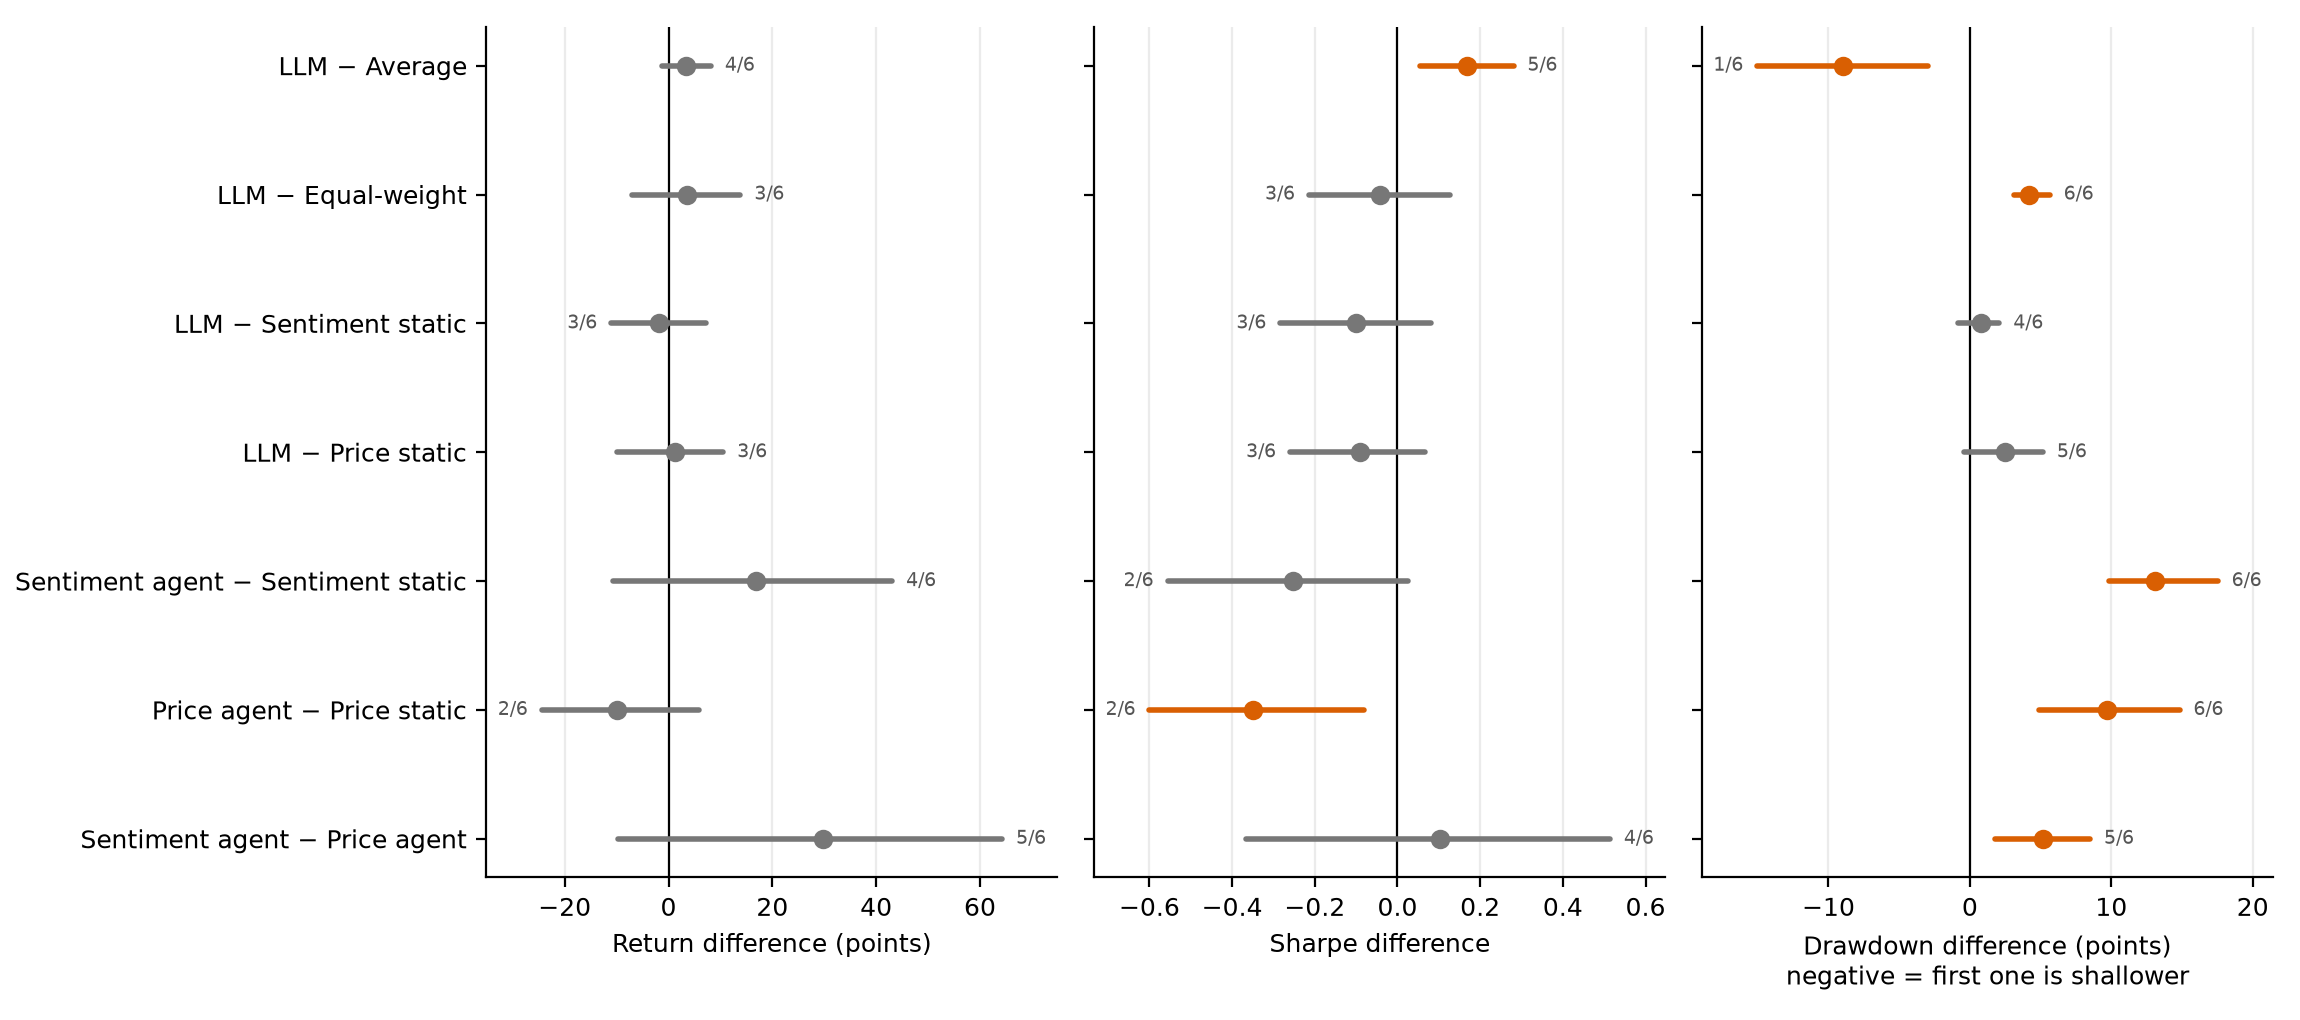 LLM − Average
4/6
5/6
1/6
LLM − Equal-weight
3/6
3/6
6/6
LLM − Sentiment static
3/6
3/6
4/6
LLM − Price static
3/6
3/6
5/6
Sentiment agent − Sentiment static
4/6
2/6
6/6
Price agent − Price static
2/6
2/6
6/6
Sentiment agent − Price agent
5/6
4/6
5/6
−20 0 20 40 60
−0.6 −0.4 −0.2 0.0 0.2 0.4 0.6
−10 0 10 20
Return difference (points)
Sharpe difference
Drawdown difference (points)
negative = first one is shallower